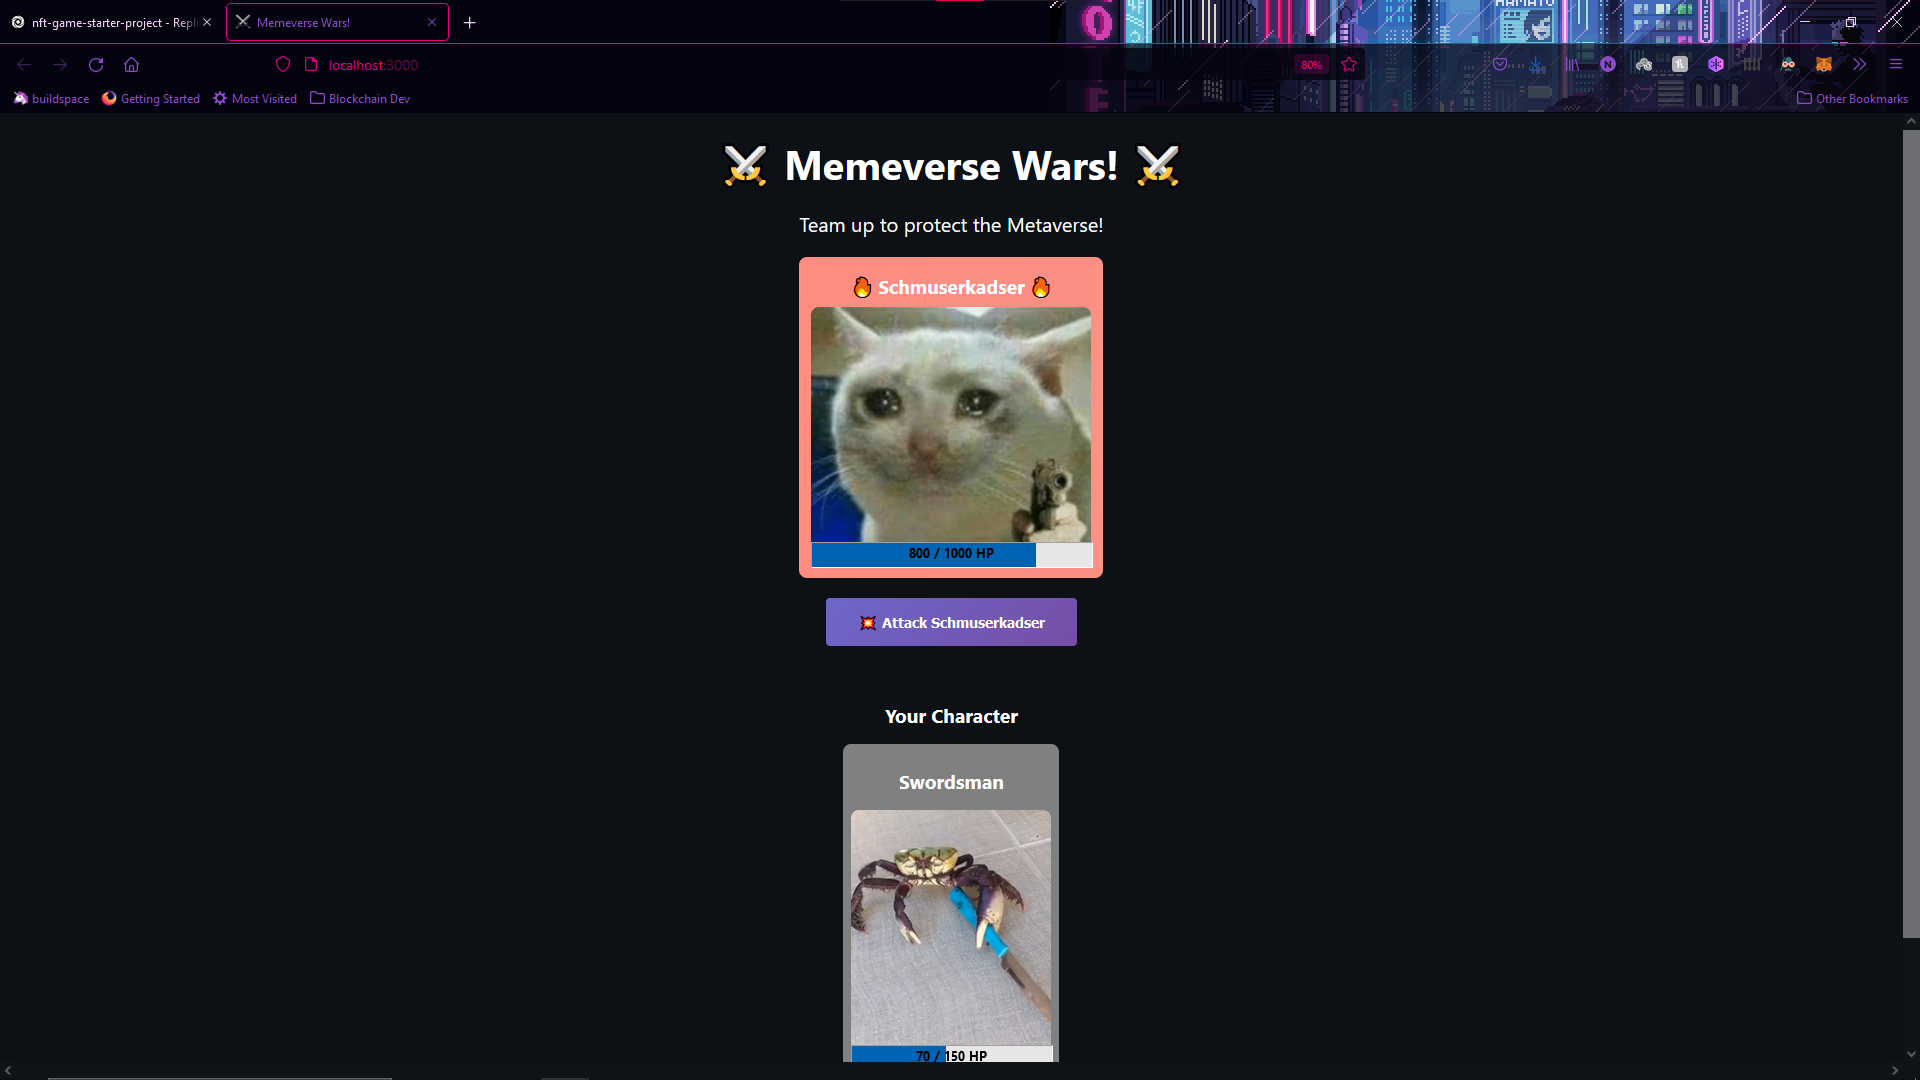 nft-game-starter-project - Repli
Memeverse Wars!
localhost:3000
80%
buildspace
Getting Started
Most Visited
Blockchain Dev
Other Bookmarks
⚔️ Memeverse Wars! ⚔️
Team up to protect the Metaverse!
🔥 Schmuserkadser 🔥
800 / 1000 HP
💥 Attack Schmuserkadser
Your Character
Swordsman
70 / 150 HP